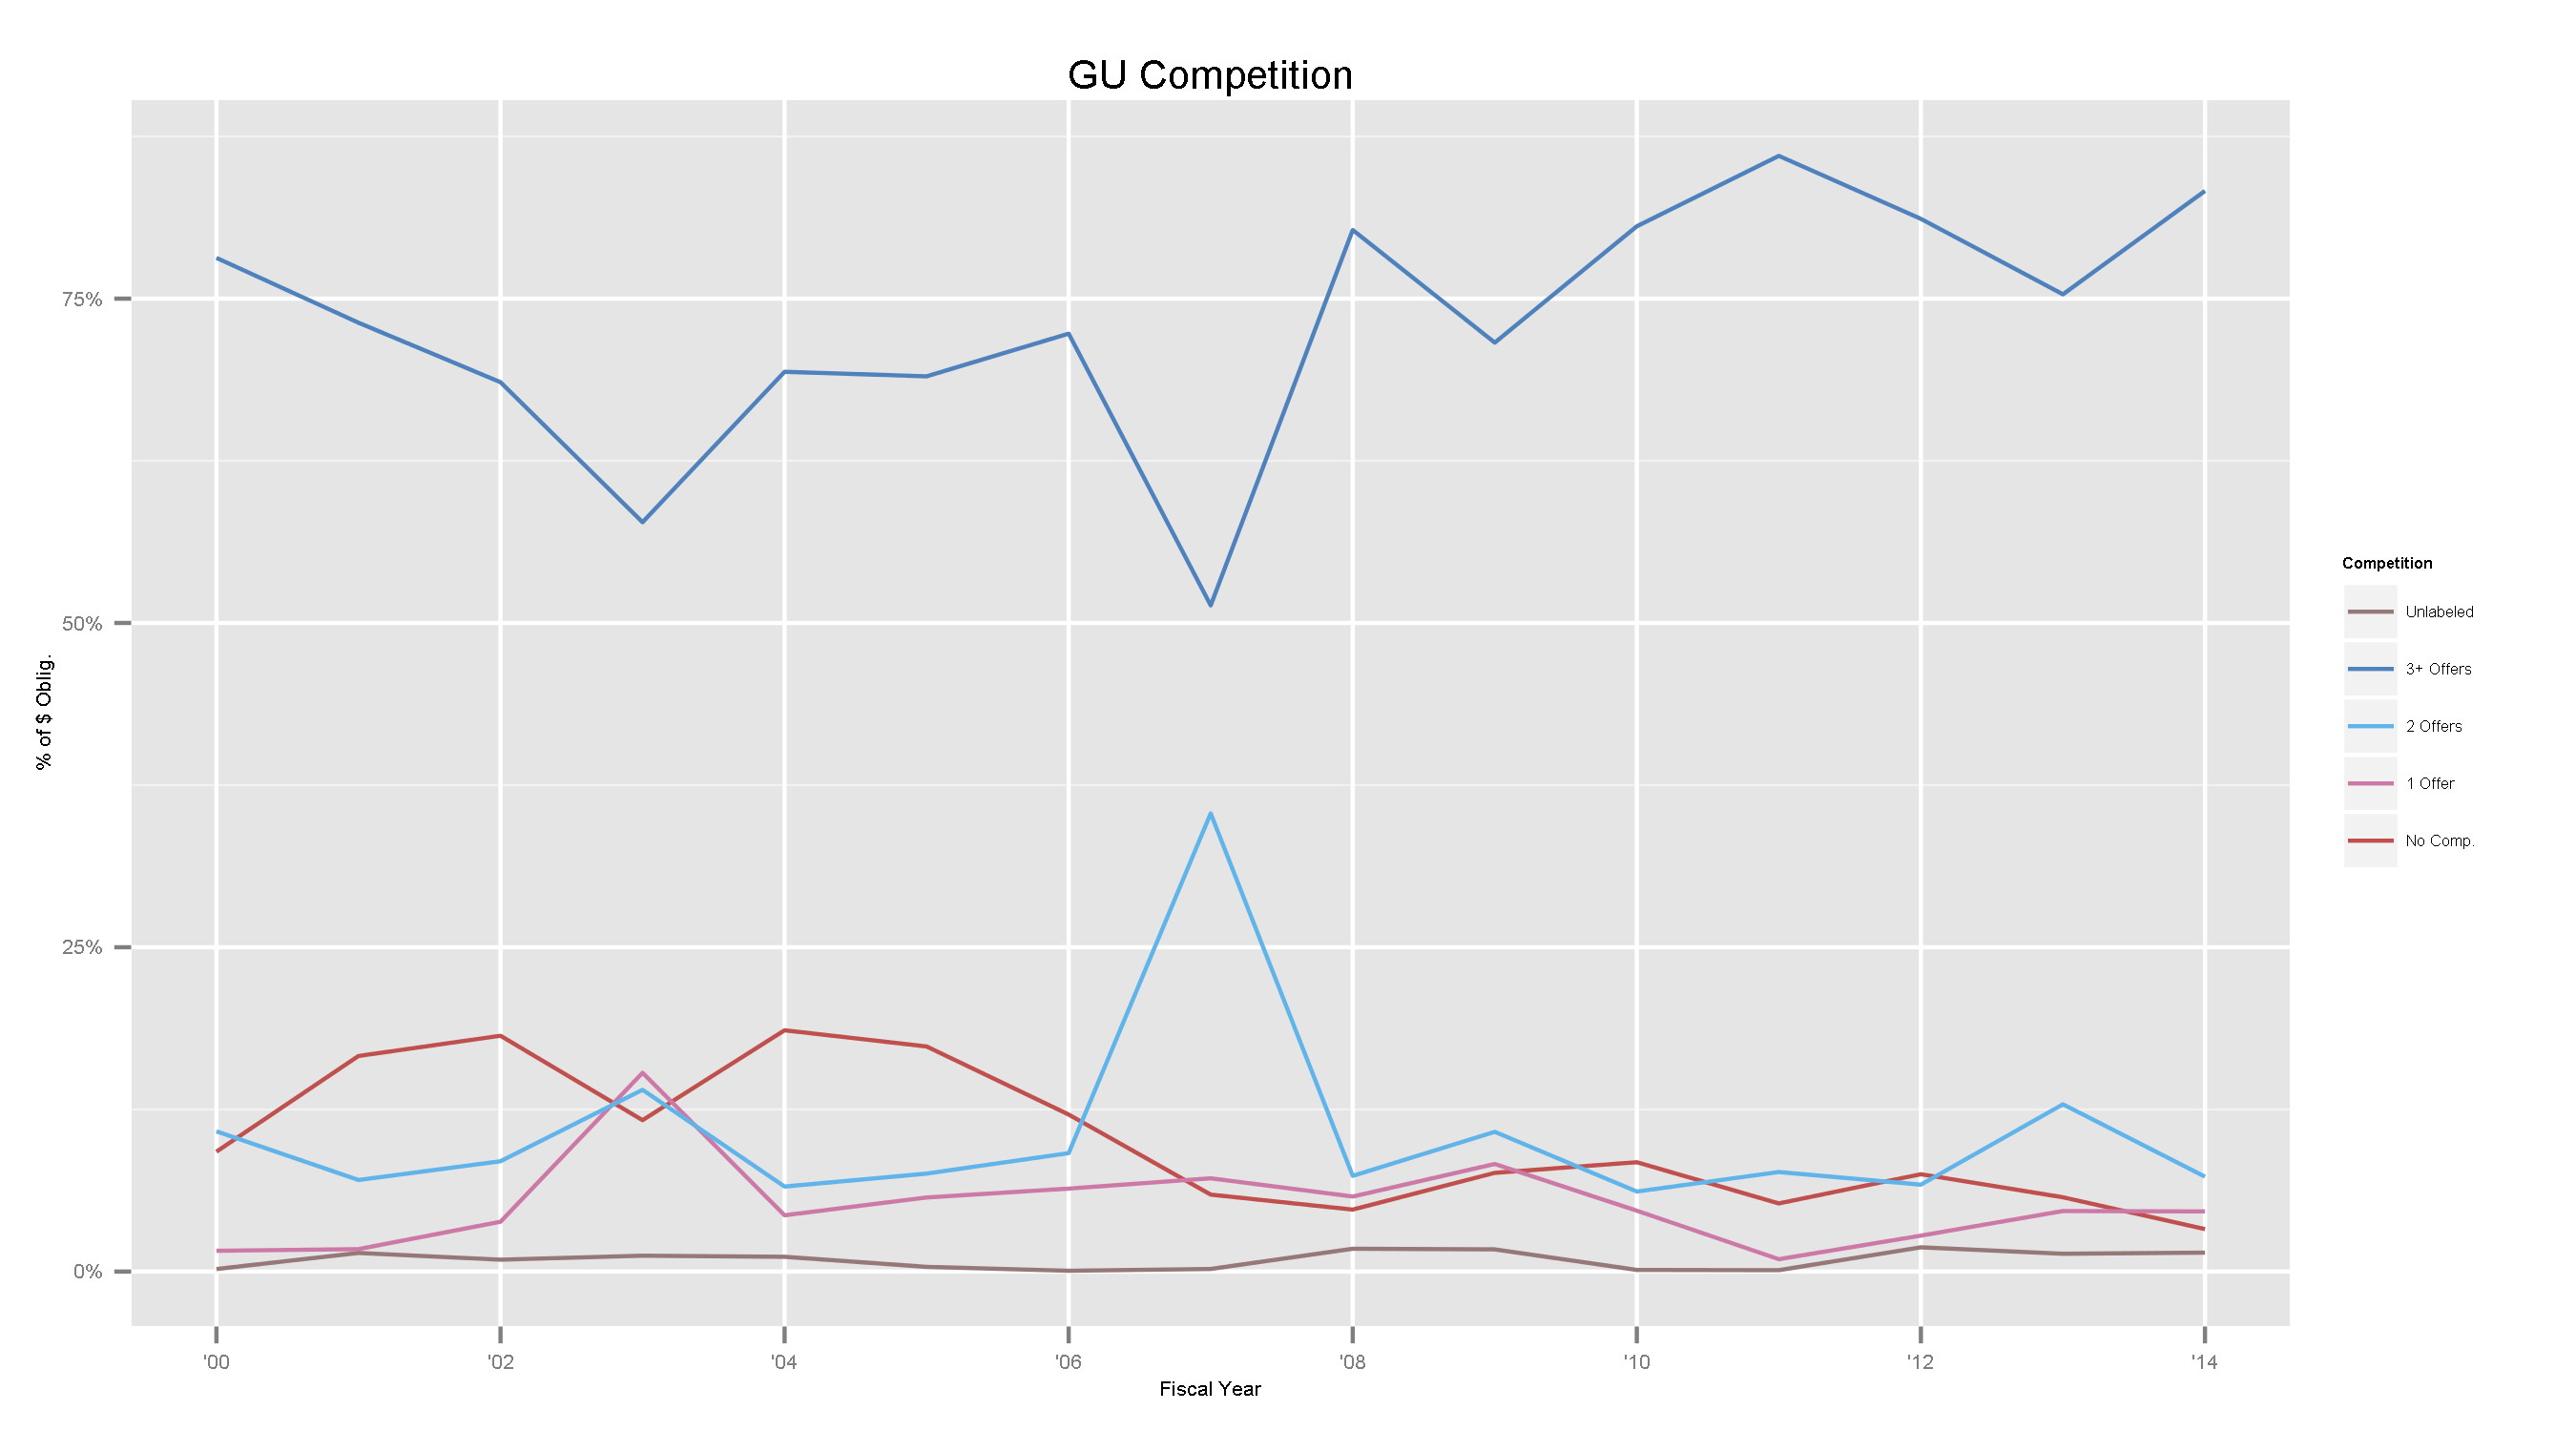 GU Competition
75%
50%
25%
0%
% of $ Oblig.
'00 '02 '04 '06 '08 '10 '12 '14
Fiscal Year
Competition
Unlabeled
3+ Offers
2 Offers
1 Offer
No Comp.